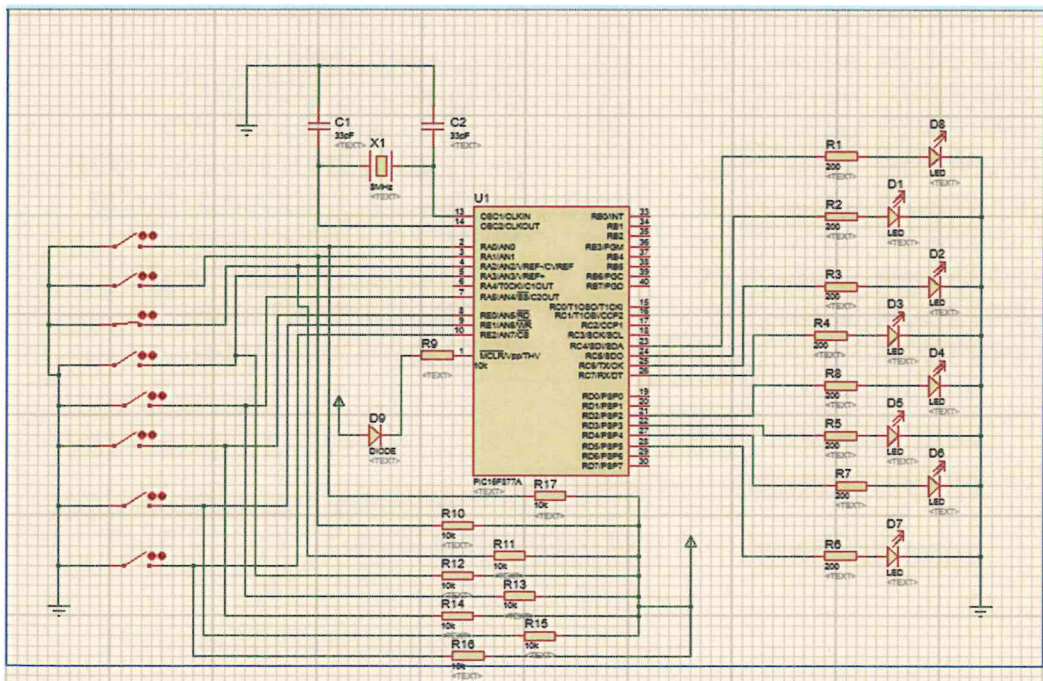 C1
33pF
<TEXT>
C2
33pF
<TEXT>
X1
8MHz
<TEXT>
U1
13
14
2
3
4
5
6
7
8
9
10
1
OSC1/CLKIN
OSC2/CLKOUT
RA0/AN0
RA1/AN1
RA2/AN2/VREF-/CVREF
RA3/AN3/VREF+
RA4/T0CKI/C1OUT
RA5/AN4/SS/C2OUT
RE0/AN5/RD
RE1/AN6/WR
RE2/AN7/CS
MCLR/Vpp/THV
RB0/INT
RB1
RB2
RB3/PGM
RB4
RB5
RB6/PGC
RB7/PGD
RC0/T1OSO/T1CKI
RC1/T1OSI/CCP2
RC2/CCP1
RC3/SCK/SCL
RC4/SDI/SDA
RC5/SDO
RC6/TX/CK
RC7/RX/DT
RD0/PSP0
RD1/PSP1
RD2/PSP2
RD3/PSP3
RD4/PSP4
RD5/PSP5
RD6/PSP6
RD7/PSP7
33
34
35
36
37
38
39
40
15
16
17
18
23
24
25
26
19
20
21
22
27
28
29
30
PIC16F877A
<TEXT>
R9
10k
<TEXT>
D9
DIODE
<TEXT>
R1
200
<TEXT>
D8
LED
<TEXT>
R2
200
<TEXT>
D1
LED
<TEXT>
R3
200
<TEXT>
D2
LED
<TEXT>
R4
200
<TEXT>
D3
LED
<TEXT>
R8
200
<TEXT>
D4
LED
<TEXT>
R5
200
<TEXT>
D5
LED
<TEXT>
R7
200
<TEXT>
D6
LED
<TEXT>
R6
200
<TEXT>
D7
LED
<TEXT>
R17
10k
<TEXT>
R10
10k
<TEXT>
R11
10k
<TEXT>
R12
10k
<TEXT>
R13
10k
<TEXT>
R14
10k
<TEXT>
R15
10k
<TEXT>
R16
10k
<TEXT>